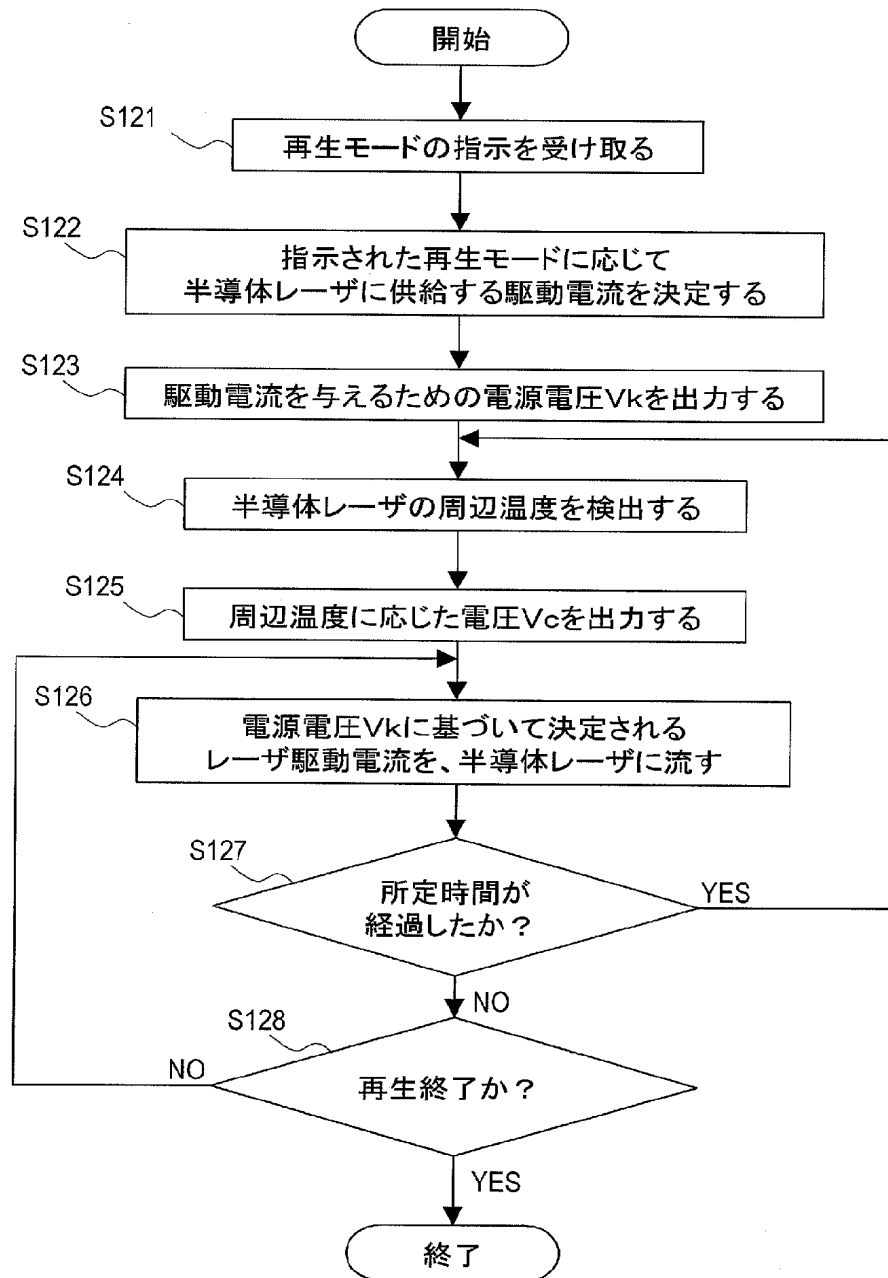 開始
S121
再生モードの指示を受け取る
S122
指示された再生モードに応じて
半導体レーザに供給する駆動電流を決定する
S123
駆動電流を与えるための電源電圧Vkを出力する
S124
半導体レーザの周辺温度を検出する
S125
周辺温度に応じた電圧Vcを出力する
S126
電源電圧Vkに基づいて決定される
レーザ駆動電流を、半導体レーザに流す
S127
所定時間が
経過したか？
YES
NO
S128
再生終了か？
NO
YES
終了